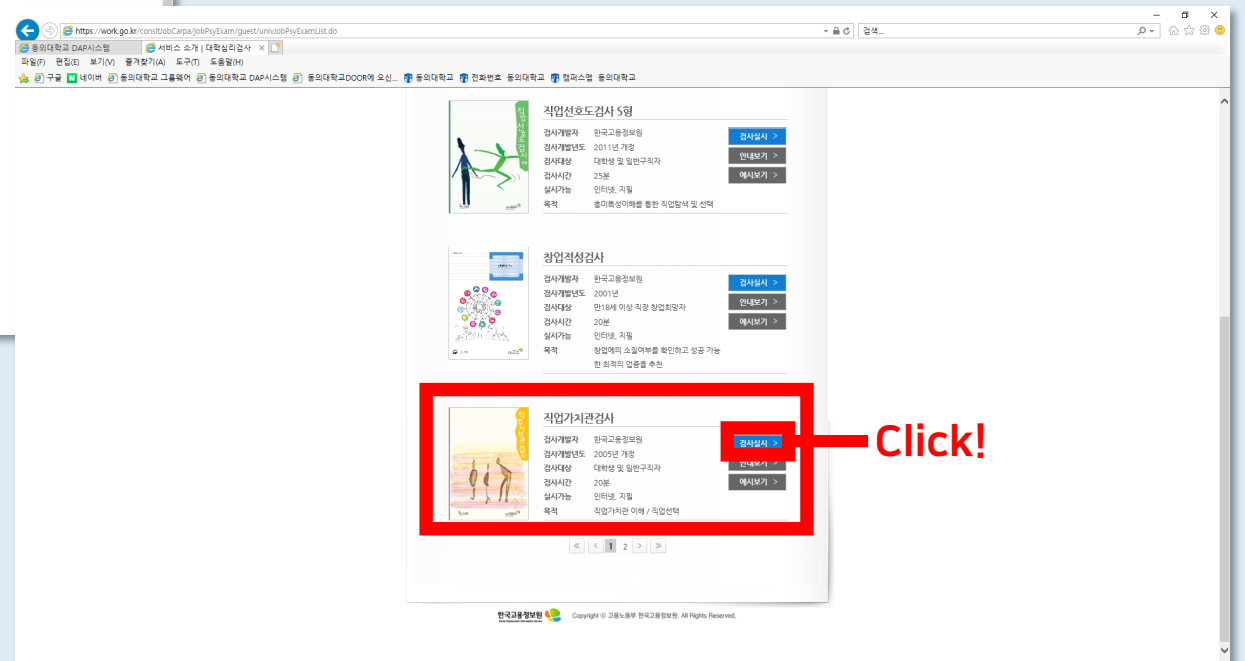 https://work.go.kr/consltJobCarpa/jobPsyExam/guest/univJobPsyExamList.do
검색...
동의대학교 DAP시스템
서비스 소개 | 대학심리검사
파일(F) 편집(E) 보기(V) 즐겨찾기(A) 도구(T) 도움말(H)
구글 네이버 동의대학교 그룹웨어 동의대학교 DAP시스템 동의대학교DOOR에 오신... 동의대학교 전화번호 동의대학교 캠퍼스맵 동의대학교
직업선호도검사 S형
검사개발자 한국고용정보원
검사실시 >
검사개발년도 2011년 개정
안내보기 >
검사대상 대학생 및 일반구직자
검사시간 25분
예시보기 >
실시가능 인터넷, 지필
목적 흥미특성이해를 통한 직업탐색 및 선택
창업적성검사
검사개발자 한국고용정보원
검사실시 >
검사개발년도 2001년
안내보기 >
검사대상 만18세 이상 직장 창업희망자
검사시간 20분
예시보기 >
실시가능 인터넷, 지필
목적 창업에의 소질여부를 확인하고 성공 가능
한 최적의 업종을 추천
직업가치관검사
검사개발자 한국고용정보원
검사실시 >
Click!
검사개발년도 2005년 개정
안내보기 >
검사대상 대학생 및 일반구직자
검사시간 20분
예시보기 >
실시가능 인터넷, 지필
목적 직업가치관 이해 / 직업선택
« < 1 2 > »
한국고용정보원 Copyright © 고용노동부 한국고용정보원, All Rights Reserved.